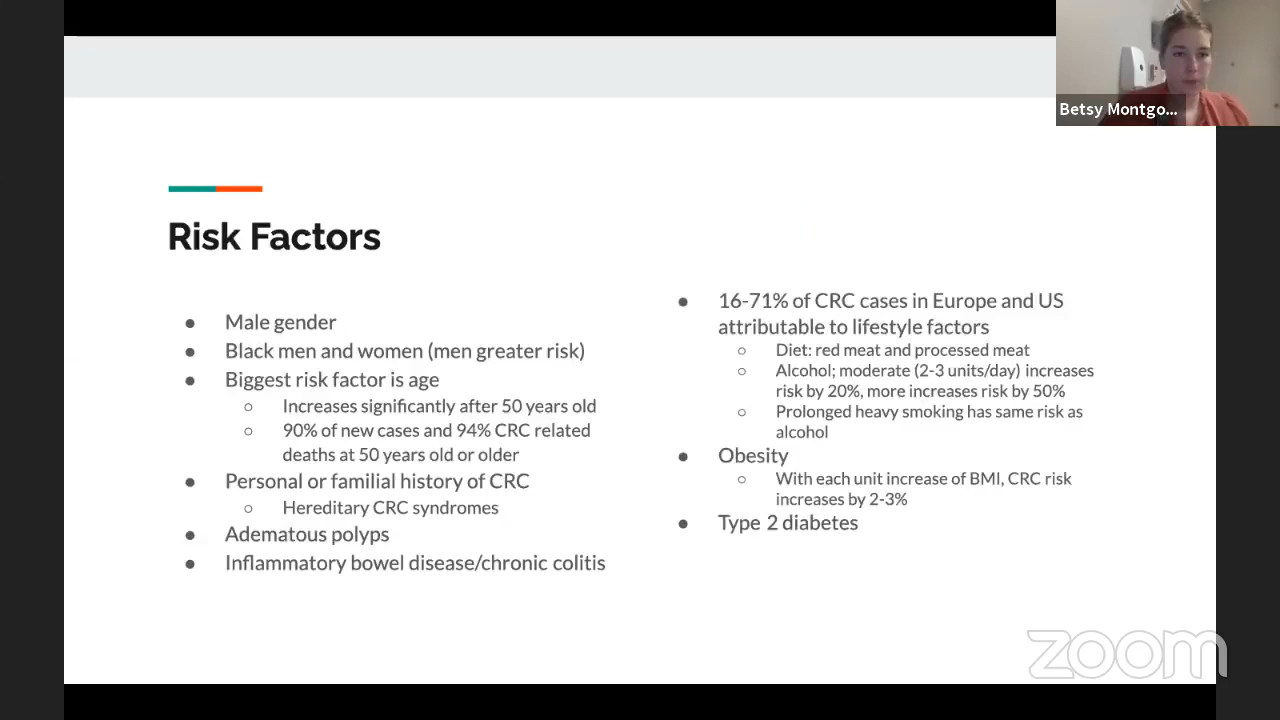 Betsy Montgo...
Risk Factors
● Male gender
● Black men and women (men greater risk)
● Biggest risk factor is age
○ Increases significantly after 50 years old
○ 90% of new cases and 94% CRC related
deaths at 50 years old or older
● Personal or familial history of CRC
○ Hereditary CRC syndromes
● Adematous polyps
● Inflammatory bowel disease/chronic colitis
● 16-71% of CRC cases in Europe and US
attributable to lifestyle factors
○ Diet: red meat and processed meat
○ Alcohol; moderate (2-3 units/day) increases
risk by 20%, more increases risk by 50%
○ Prolonged heavy smoking has same risk as
alcohol
● Obesity
○ With each unit increase of BMI, CRC risk
increases by 2-3%
● Type 2 diabetes
zoom